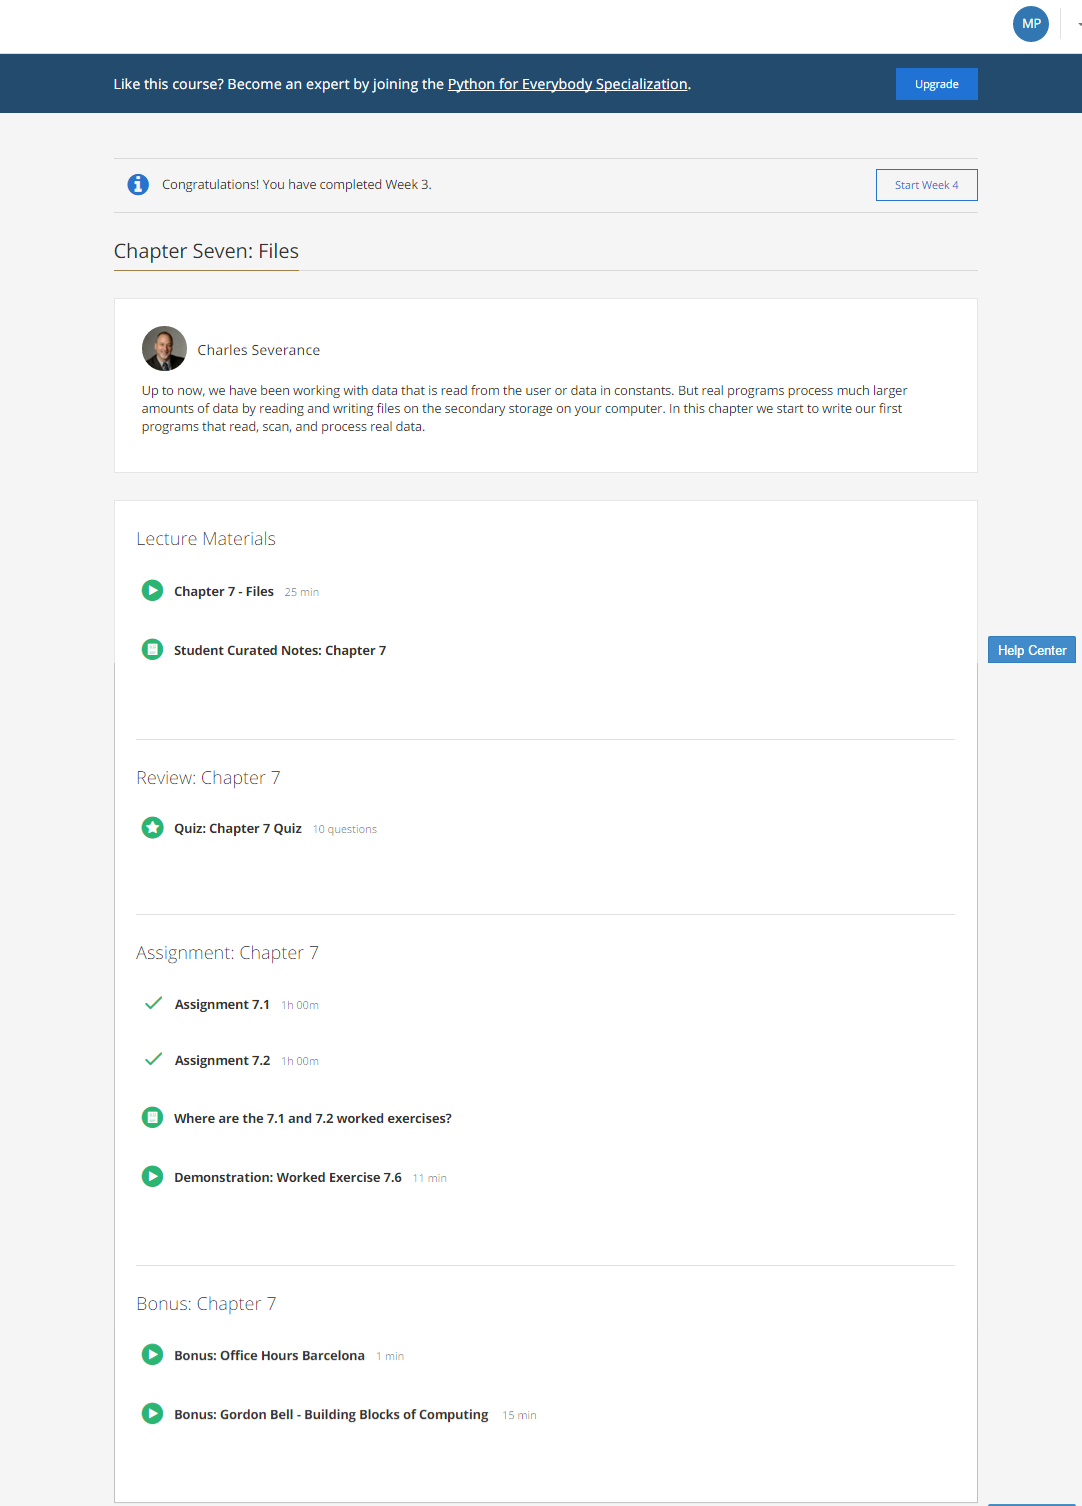 MP
Like this course? Become an expert by joining the Python for Everybody Specialization.
Upgrade
Congratulations! You have completed Week 3.
Start Week 4
Chapter Seven: Files
Charles Severance
Up to now, we have been working with data that is read from the user or data in constants. But real programs process much larger
amounts of data by reading and writing files on the secondary storage on your computer. In this chapter we start to write our first
programs that read, scan, and process real data.
Lecture Materials
Chapter 7 - Files 25 min
Student Curated Notes: Chapter 7
Help Center
Review: Chapter 7
Quiz: Chapter 7 Quiz 10 questions
Assignment: Chapter 7
Assignment 7.1 1h 00m
Assignment 7.2 1h 00m
Where are the 7.1 and 7.2 worked exercises?
Demonstration: Worked Exercise 7.6 11 min
Bonus: Chapter 7
Bonus: Office Hours Barcelona 1 min
Bonus: Gordon Bell - Building Blocks of Computing 15 min